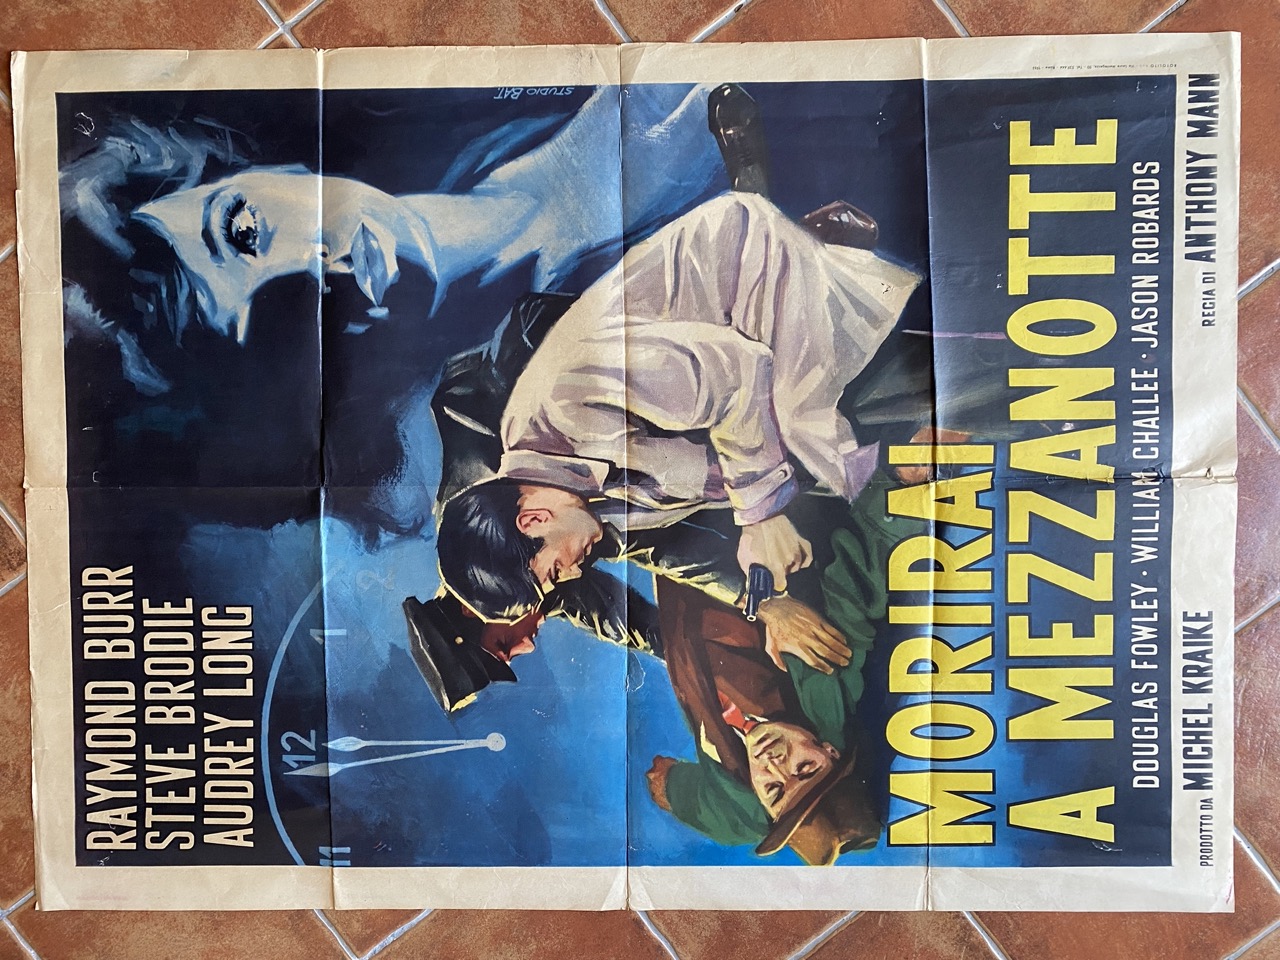 RAYMOND BURR
STEVE BRODIE
AUDREY LONG
11
12
1
2
STUDIO BAT.
MORIRAI
A MEZZANOTTE
DOUGLAS FOWLEY · WILLIAM CHALLEE · JASON ROBARDS
PRODOTTO DA MICHEL KRAIKE
REGIA DI ANTHONY MANN